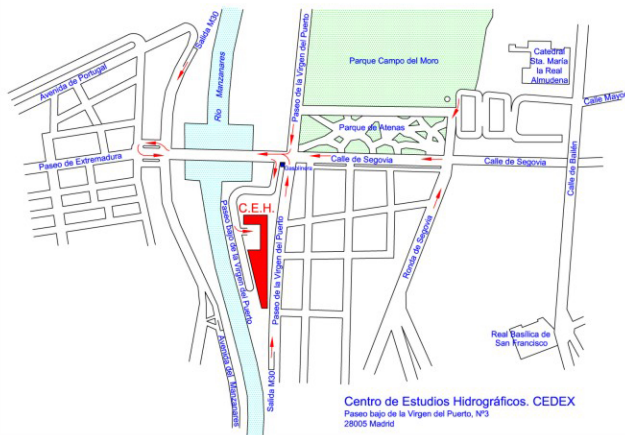 Salida M30
Avenida de Portugal
Río Manzanares
Paseo de la Virgen del Puerto
Parque Campo del Moro
Catedral
Sta. María
la Real
Almudena
Calle Mayor
Parque de Atenas
Paseo de Extremadura
Calle de Segovia
Calle de Segovia
Calle de Bailén
Gasolinera
C.E.H.
Paseo bajo de la Virgen del Puerto
Paseo de la Virgen del Puerto
Ronda de Segovia
Real Basílica de
San Francisco
Avenida del Manzanares
Salida M30
Centro de Estudios Hidrográficos. CEDEX
Paseo bajo de la Virgen del Puerto, Nº3
28005 Madrid